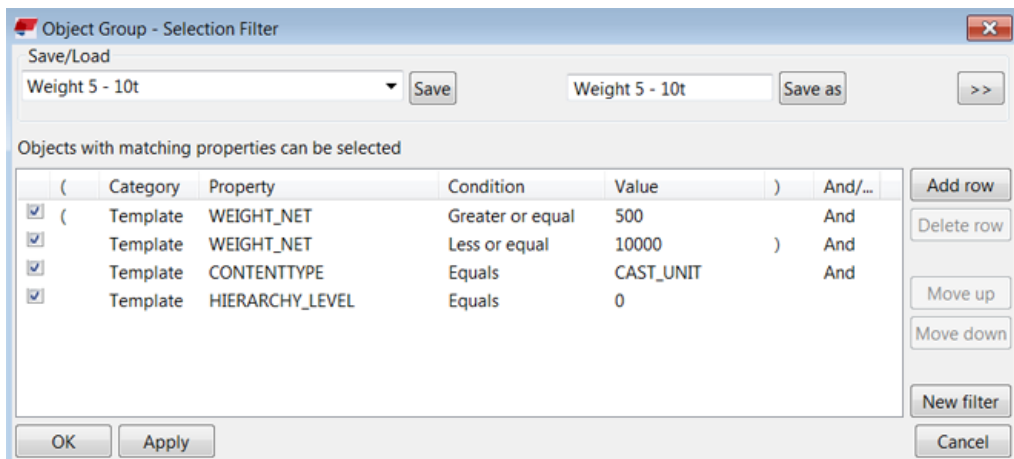 Object Group - Selection Filter
Save/Load
Weight 5 - 10t Save Weight 5 - 10t Save as >>
Objects with matching properties can be selected
( Category Property Condition Value ) And/... Add row
( Template WEIGHT_NET Greater or equal 500 And
Delete row
Template WEIGHT_NET Less or equal 10000 ) And
Template CONTENTTYPE Equals CAST_UNIT And
Template HIERARCHY_LEVEL Equals 0
Move up
Move down
New filter
OK Apply Cancel